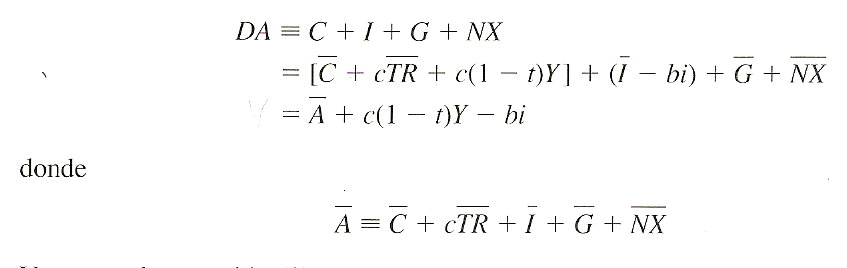 DA ≡ C + I + G + NX
= [C̅ + cT̅R̅ + c(1 − t)Y] + (I̅ − bi) + G̅ + N̅X̅
= A̅ + c(1 − t)Y − bi
donde
A̅ ≡ C̅ + cT̅R̅ + I̅ + G̅ + N̅X̅